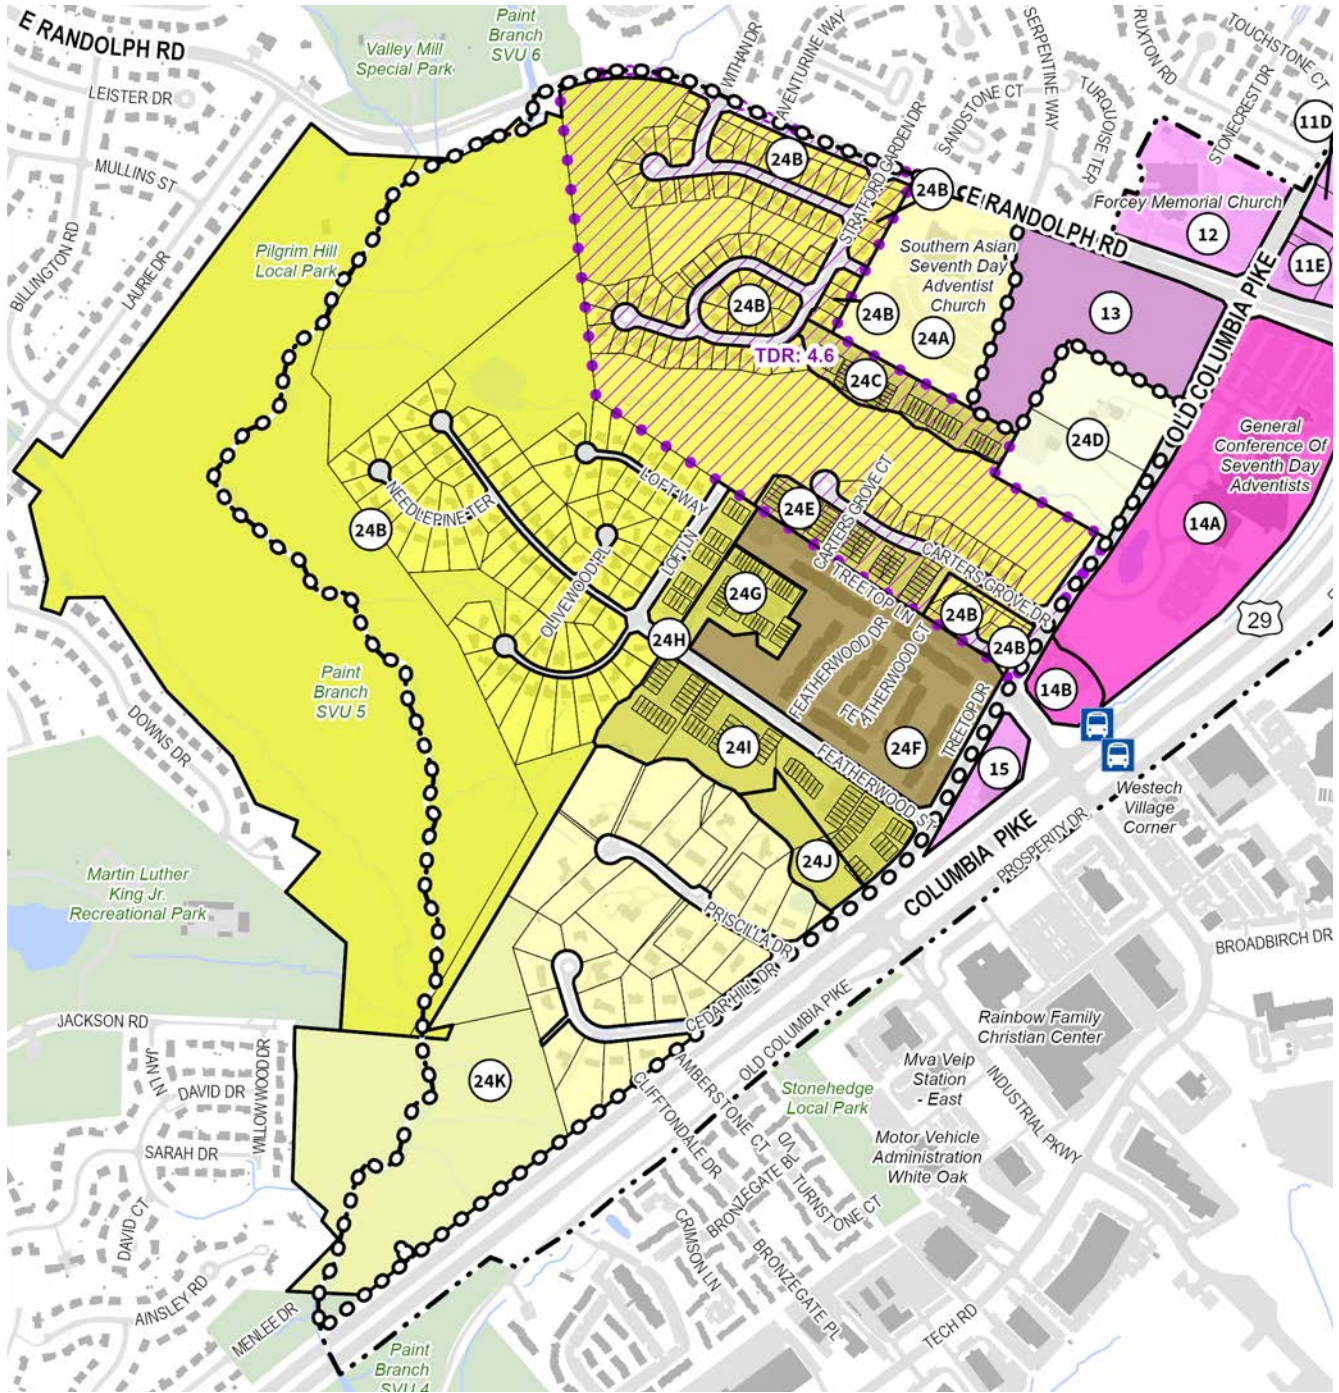 E RANDOLPH RD
Paint
Branch
SVU 6
Valley Mill
Special Park
WITHAN DR
AVENTURINE WAY
SERPENTINE WAY
RUXTON RD
TOUCHSTONE CT
LEISTER DR
SANDSTONE CT
TURQUOISE TER
STONECREST DR
11D
MULLINS ST
24B
STRATFORD GARDEN DR
24B
E RANDOLPH RD
Forcey Memorial Church
12
11E
BILLINGTON RD
LAURIE DR
Pilgrim Hill
Local Park
Southern Asian
Seventh Day
Adventist
Church
24B
24B
24A
13
OLD COLUMBIA PIKE
TDR: 4.6
24C
24D
General
Conference Of
Seventh Day
Adventists
14A
NEEDLEPINE TER
24B
LOFT WAY
LOFT LN
OLIVEWOOD PL
24E
CARTERS GROVE CT
CARTERS GROVE DR
TREETOP LN
24G
24B
24B
24H
FEATHERWOOD DR
FEATHERWOOD CT
29
14B
TREETOP DR
Paint
Branch
SVU 5
24I
24F
15
FEATHERWOOD ST
DOWNS DR
Westech
Village
Corner
COLUMBIA PIKE
PROSPERITY DR
24J
Martin Luther
King Jr.
Recreational Park
PRISCILLA DR
BROADBIRCH DR
CEDAR HILL DR
OLD COLUMBIA PIKE
JACKSON RD
Rainbow Family
Christian Center
JAN LN
DAVID DR
WILLOW WOOD DR
24K
AMBERSTONE CT
CLIFFTONDALE DR
Stonehedge
Local Park
Mva Veip
Station
- East
INDUSTRIAL PKWY
Motor Vehicle
Administration
White Oak
SARAH DR
BRONZEGATE BLVD
TURNSTONE CT
DAVID CT
CRIMSON LN
BRONZEGATE PL
AINSLEY RD
MENLEE DR
TECH RD
Paint
Branch
SVU 4